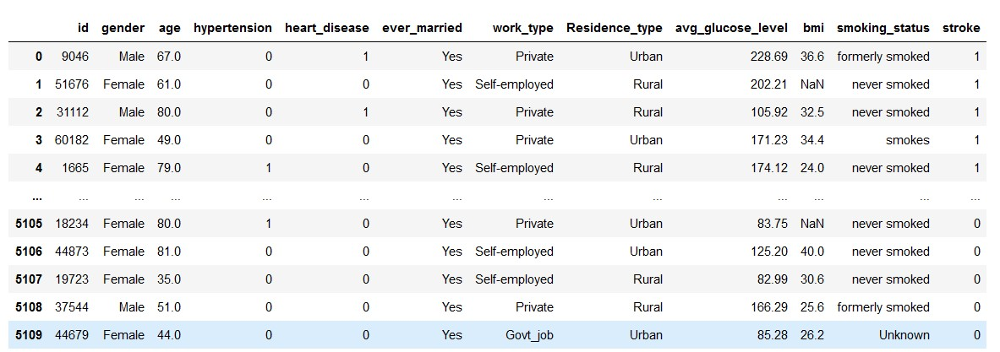 id gender age hypertension heart_disease ever_married work_type Residence_type avg_glucose_level bmi smoking_status stroke
0 9046 Male 67.0 0 1 Yes Private Urban 228.69 36.6 formerly smoked 1
1 51676 Female 61.0 0 0 Yes Self-employed Rural 202.21 NaN never smoked 1
2 31112 Male 80.0 0 1 Yes Private Rural 105.92 32.5 never smoked 1
3 60182 Female 49.0 0 0 Yes Private Urban 171.23 34.4 smokes 1
4 1665 Female 79.0 1 0 Yes Self-employed Rural 174.12 24.0 never smoked 1
... ... ... ... ... ... ... ... ... ... ... ... ...
5105 18234 Female 80.0 1 0 Yes Private Urban 83.75 NaN never smoked 0
5106 44873 Female 81.0 0 0 Yes Self-employed Urban 125.20 40.0 never smoked 0
5107 19723 Female 35.0 0 0 Yes Self-employed Rural 82.99 30.6 never smoked 0
5108 37544 Male 51.0 0 0 Yes Private Rural 166.29 25.6 formerly smoked 0
5109 44679 Female 44.0 0 0 Yes Govt_job Urban 85.28 26.2 Unknown 0